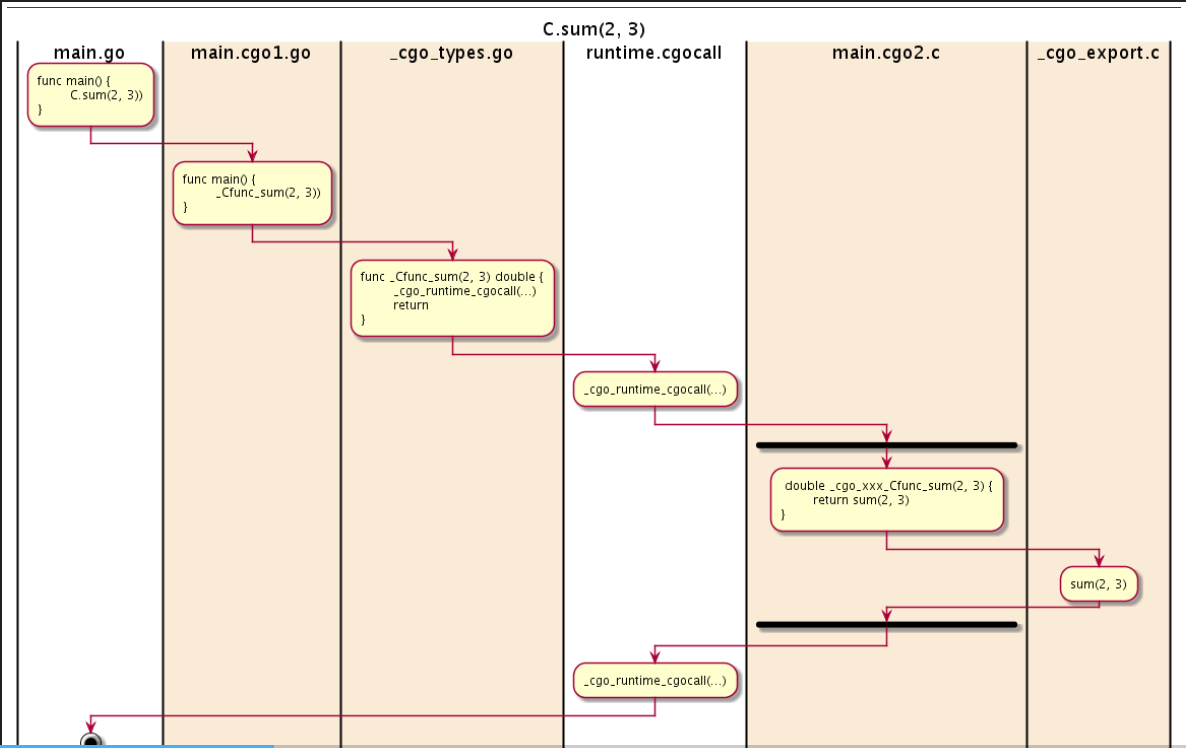 C.sum(2, 3)
main.go
main.cgo1.go
_cgo_types.go
runtime.cgocall
main.cgo2.c
_cgo_export.c
func main() {
C.sum(2, 3))
}
func main() {
_Cfunc_sum(2, 3))
}
func _Cfunc_sum(2, 3) double {
_cgo_runtime_cgocall(...)
return
}
_cgo_runtime_cgocall(...)
double _cgo_xxx_Cfunc_sum(2, 3) {
return sum(2, 3)
}
sum(2, 3)
_cgo_runtime_cgocall(...)